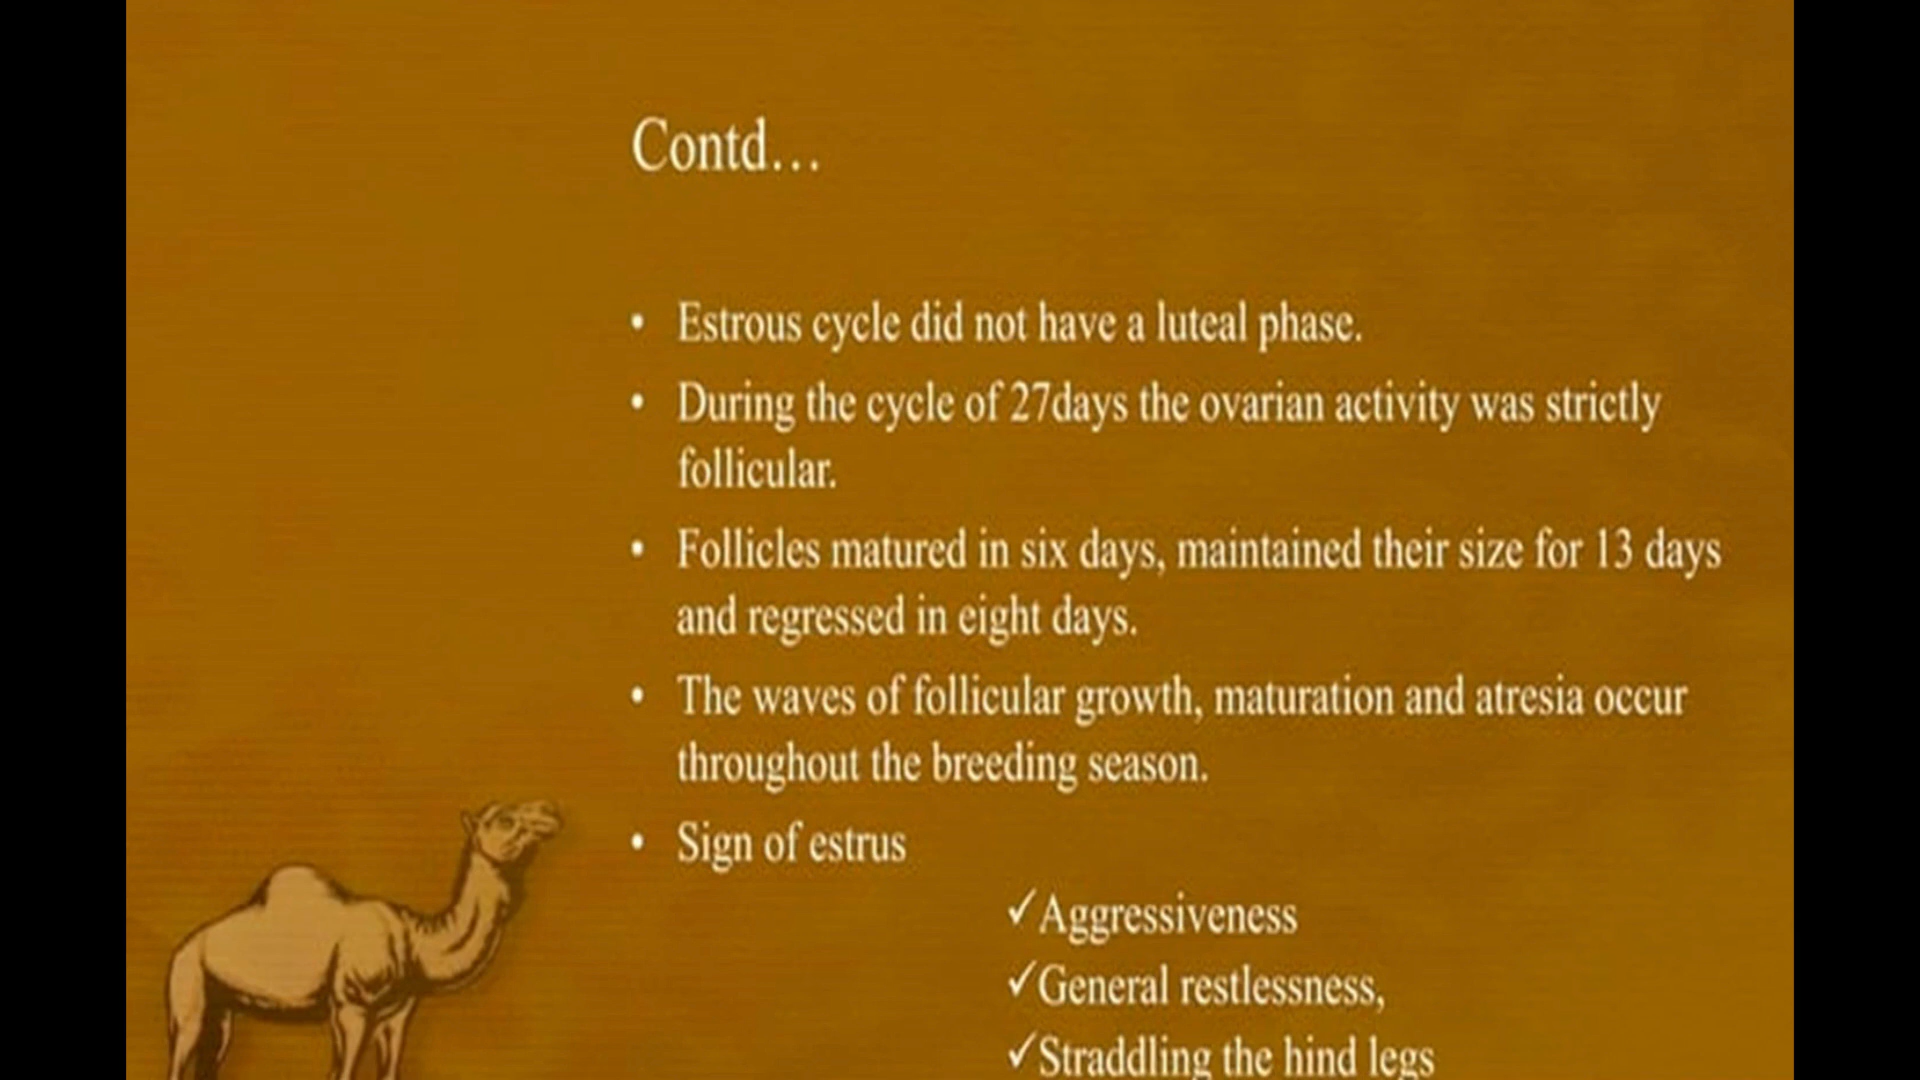 Contd...
• Estrous cycle did not have a luteal phase.
• During the cycle of 27days the ovarian activity was strictly
follicular.
• Follicles matured in six days, maintained their size for 13 days
and regressed in eight days.
• The waves of follicular growth, maturation and atresia occur
throughout the breeding season.
• Sign of estrus
✓Aggressiveness
✓General restlessness,
✓Straddling the hind legs